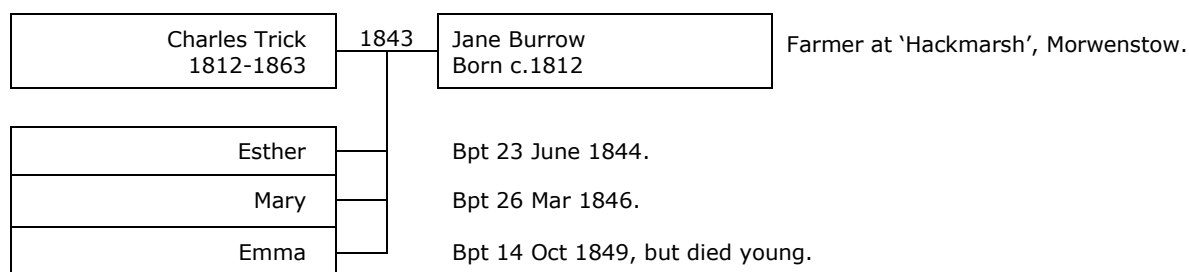 Charles Trick 1843 Jane Burrow Farmer at ‘Hackmarsh’, Morwenstow.
1812-1863 Born c.1812
Esther Bpt 23 June 1844.
Mary Bpt 26 Mar 1846.
Emma Bpt 14 Oct 1849, but died young.